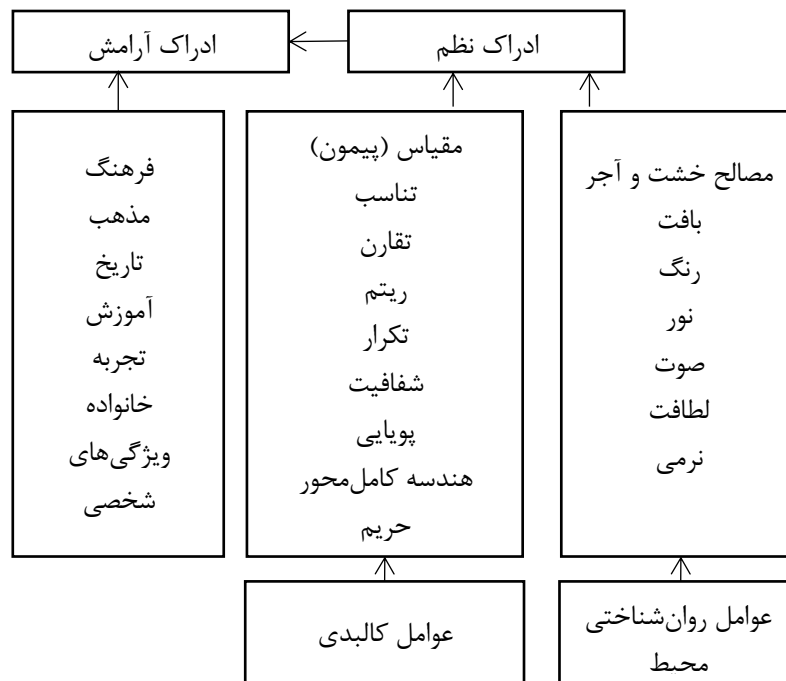 ادراک نظم
ادراک آرامش
مصالح خشت و آجر
بافت
رنگ
نور
صوت
لطافت
نرمی
مقیاس (پیمون)
تناسب
تقارن
ریتم
تکرار
شفافیت
پویایی
هندسه کامل‌محور
حریم
فرهنگ
مذهب
تاریخ
آموزش
تجربه
خانواده
ویژگی‌های
شخصی
عوامل روان‌شناختی
محیط
عوامل کالبدی